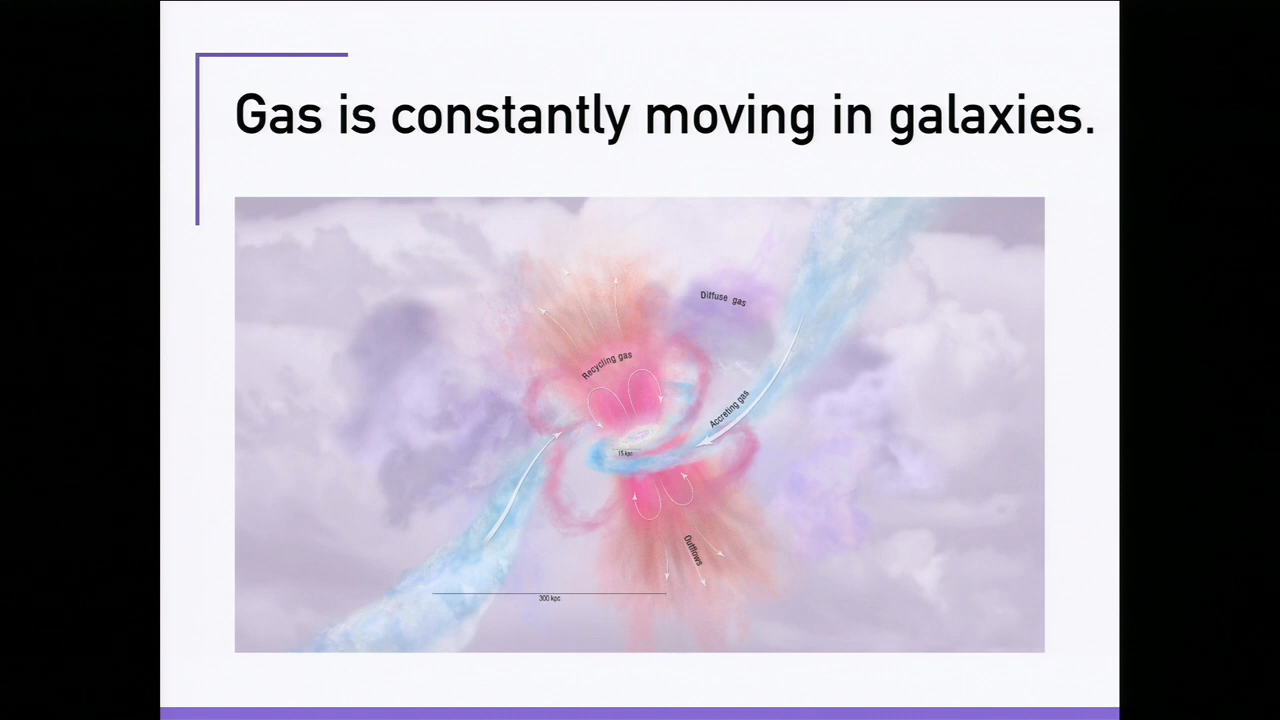 Gas is constantly moving in galaxies.
Diffuse gas
Recycling gas
Accreting gas
15 kpc
Outflows
300 kpc